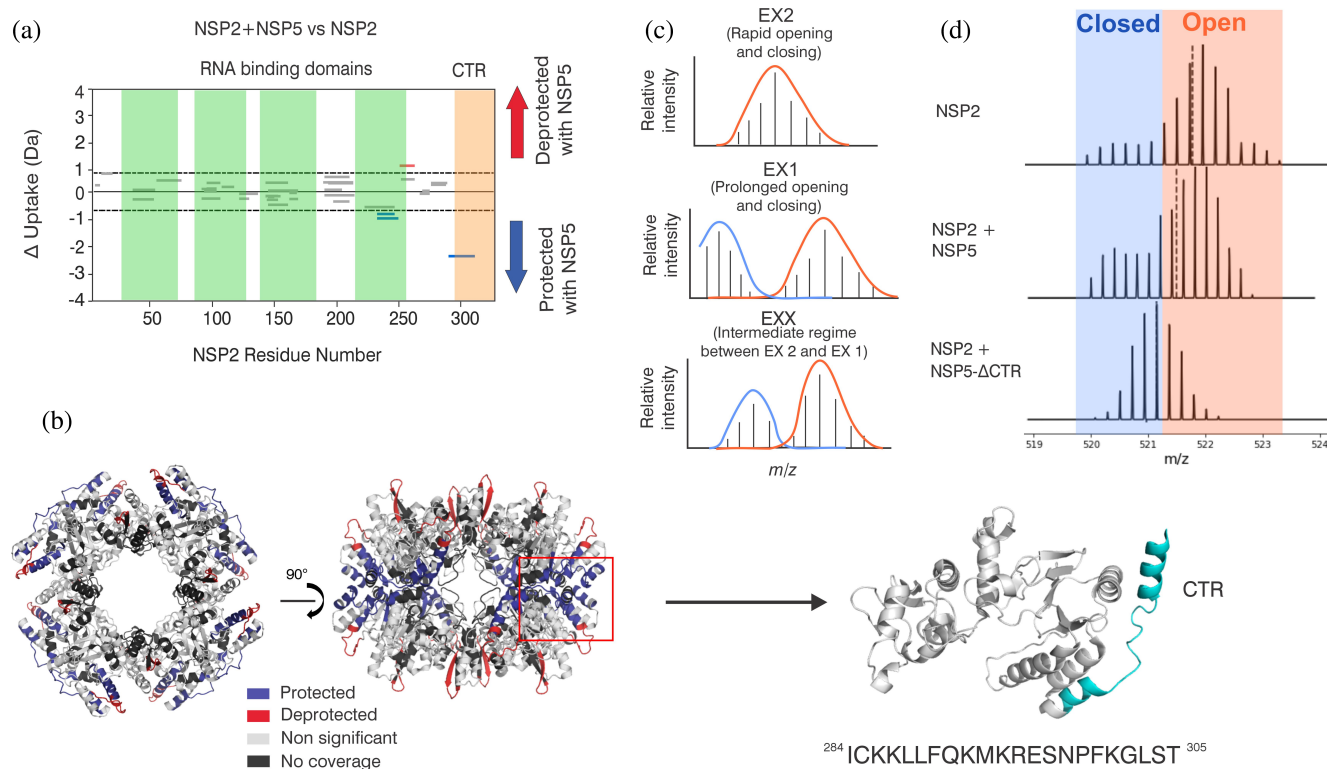 (a)
NSP2+NSP5 vs NSP2
RNA binding domains
CTR
4
3
2
1
0
-1
-2
-3
-4
Δ Uptake (Da)
50
100
150
200
250
300
NSP2 Residue Number
Deprotected
with NSP5
Protected
with NSP5
(b)
90°
Protected
Deprotected
Non significant
No coverage
(c)
EX2
(Rapid opening
and closing)
Relative
intensity
EX1
(Prolonged opening
and closing)
Relative
intensity
EXX
(Intermediate regime
between EX 2 and EX 1)
Relative
intensity
m/z
(d)
Closed
Open
NSP2
NSP2 +
NSP5
NSP2 +
NSP5-ΔCTR
519
520
521
522
523
524
m/z
CTR
284 ICKKLLFQKMKRESNPFKGLST 305